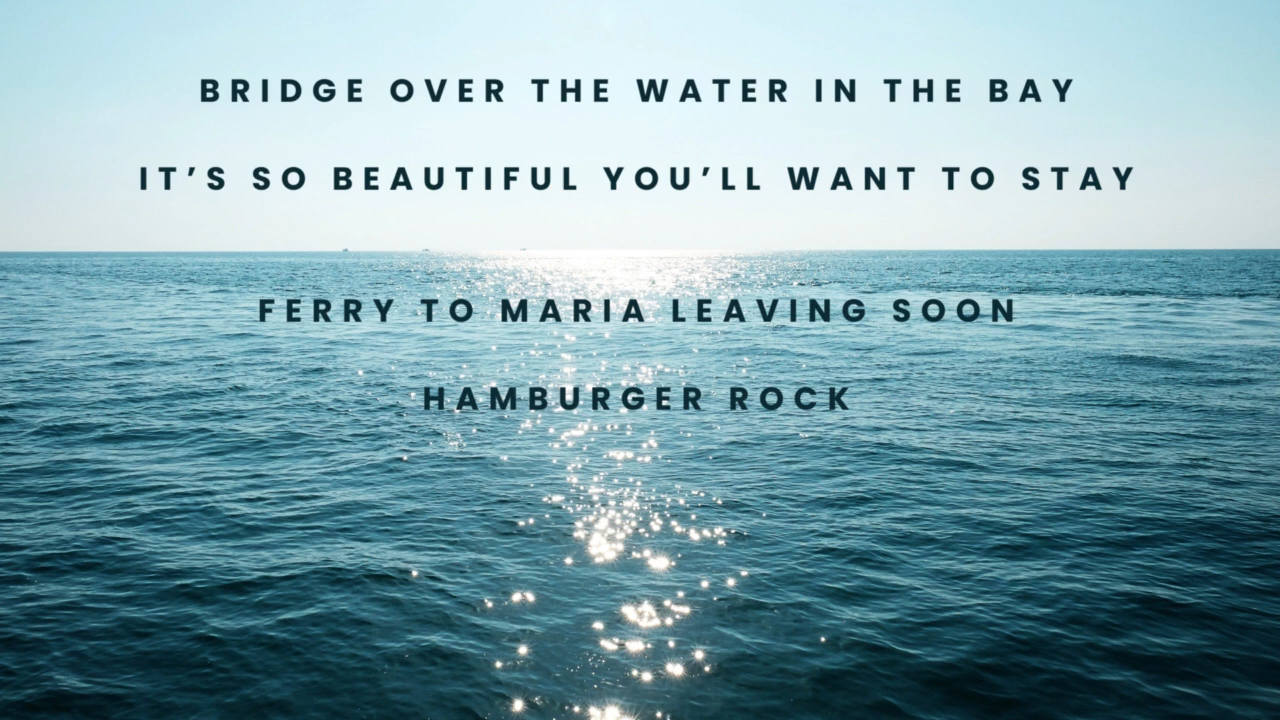 BRIDGE OVER THE WATER IN THE BAY
IT’S SO BEAUTIFUL YOU’LL WANT TO STAY
FERRY TO MARIA LEAVING SOON
HAMBURGER ROCK